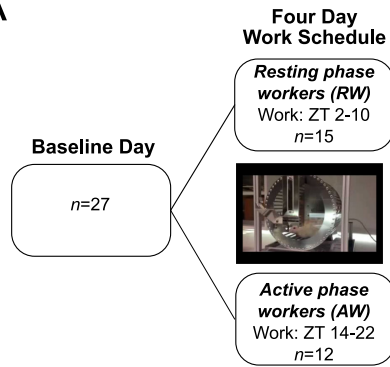 A
Four Day
Work Schedule
Resting phase
workers (RW)
Work: ZT 2-10
n=15
Baseline Day
n=27
Active phase
workers (AW)
Work: ZT 14-22
n=12